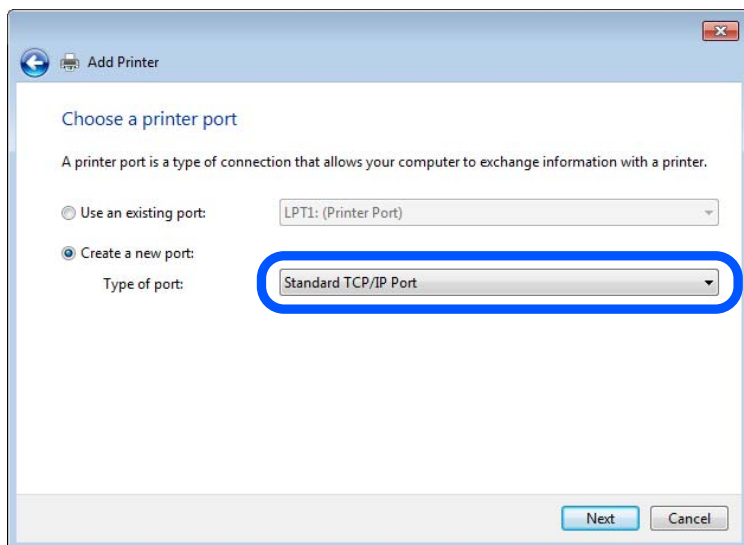 Add Printer
Choose a printer port
A printer port is a type of connection that allows your computer to exchange information with a printer.
Use an existing port: LPT1: (Printer Port)
Create a new port:
Type of port: Standard TCP/IP Port
Next Cancel